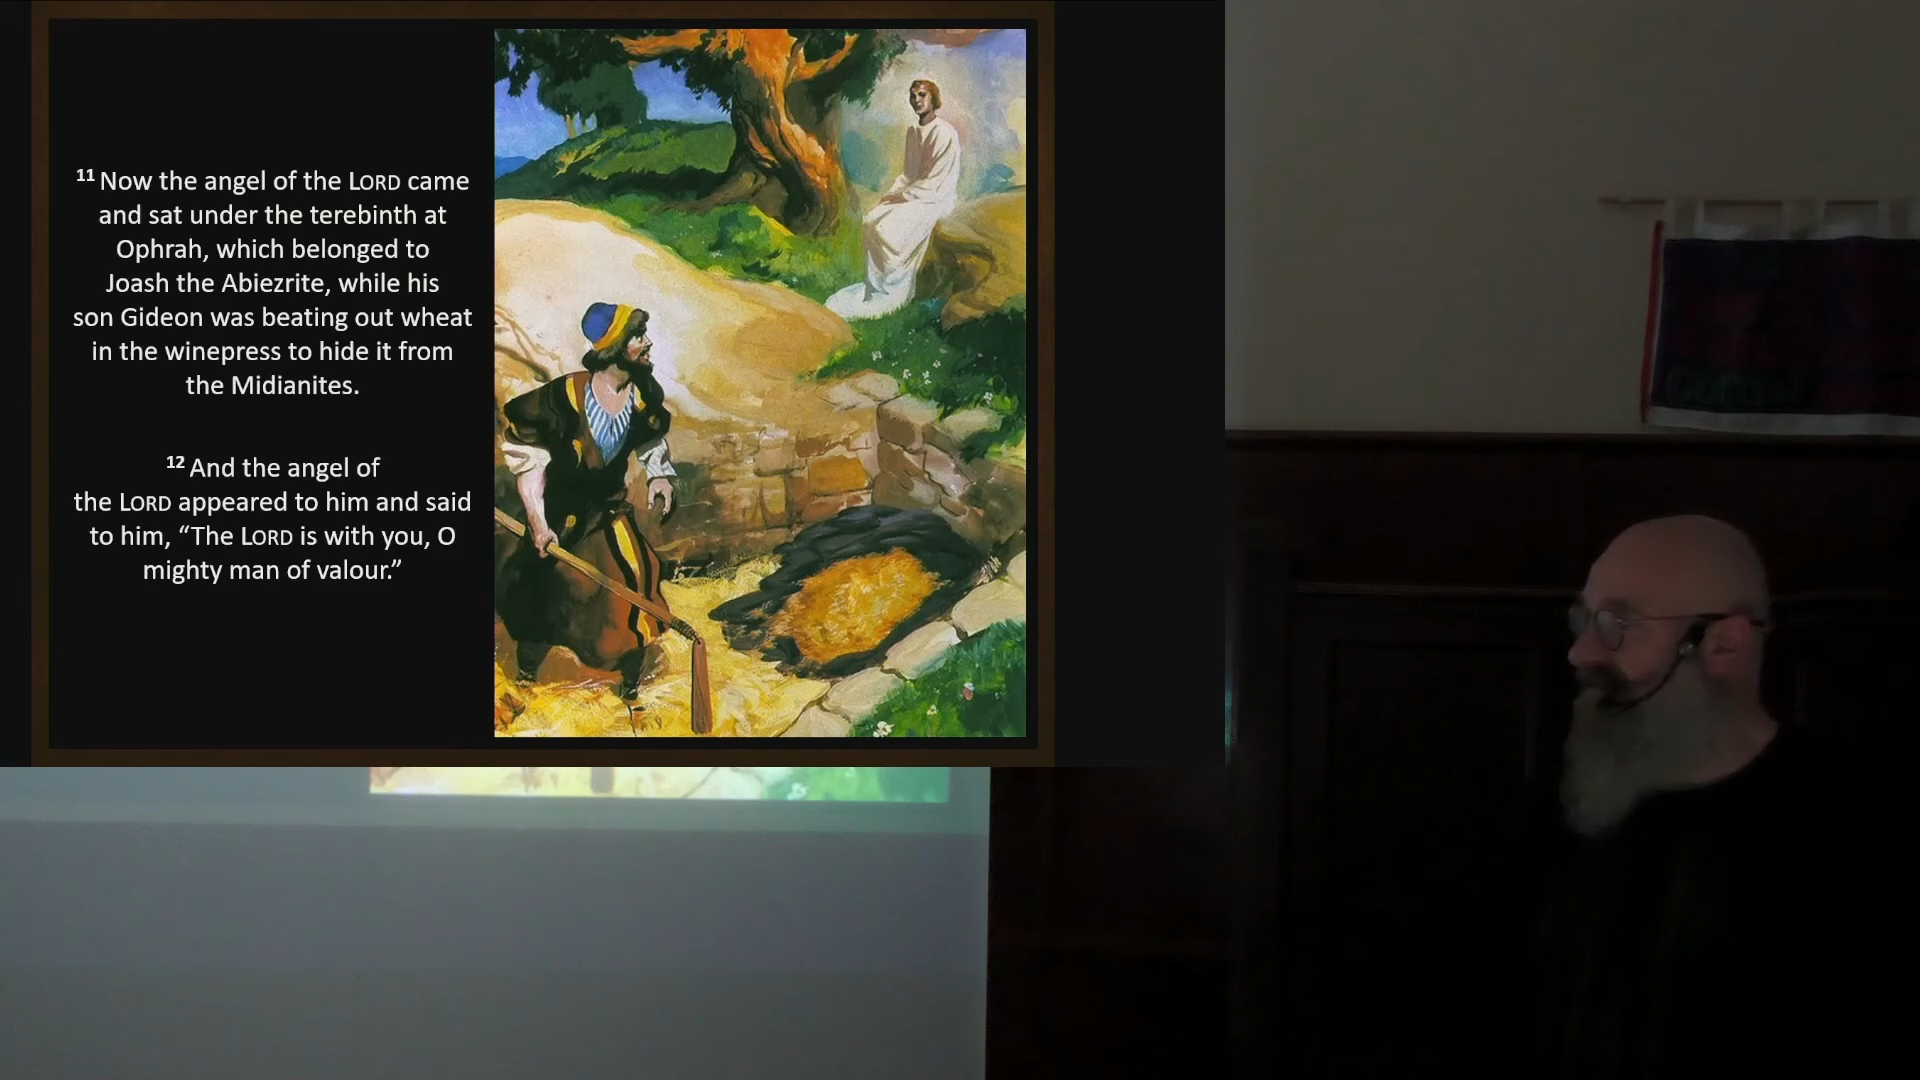 11 Now the angel of the LORD came
and sat under the terebinth at
Ophrah, which belonged to
Joash the Abiezrite, while his
son Gideon was beating out wheat
in the winepress to hide it from
the Midianites.
12 And the angel of
the LORD appeared to him and said
to him, “The LORD is with you, O
mighty man of valour.”